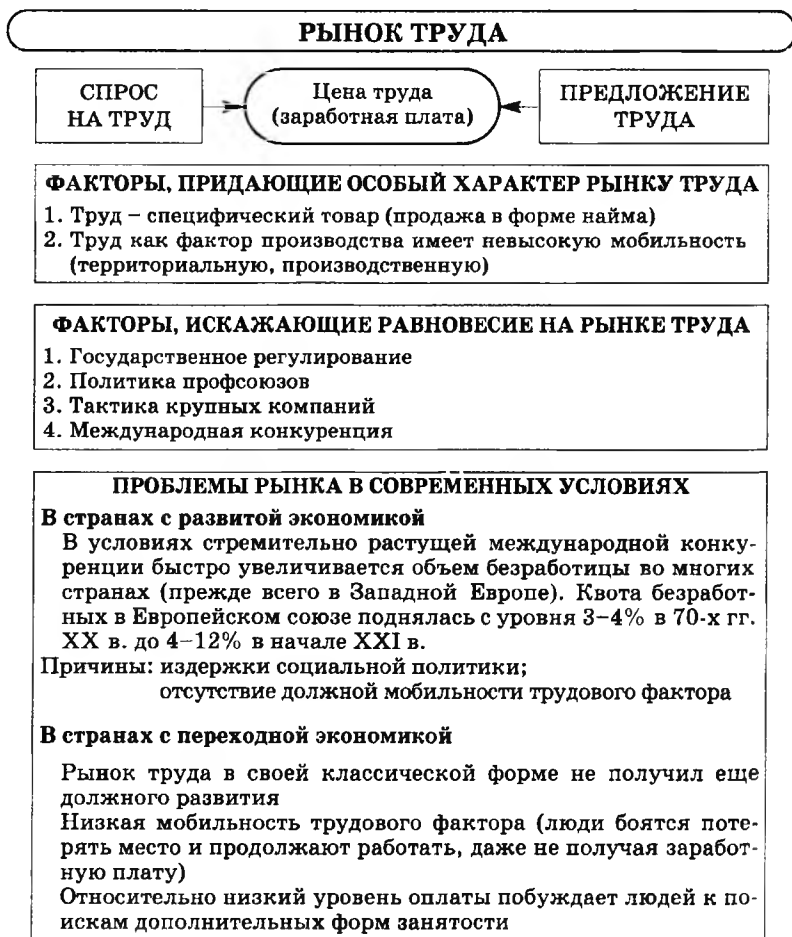 РЫНОК ТРУДА
СПРОС
НА ТРУД
Цена труда
(заработная плата)
ПРЕДЛОЖЕНИЕ
ТРУДА
ФАКТОРЫ, ПРИДАЮЩИЕ ОСОБЫЙ ХАРАКТЕР РЫНКУ ТРУДА
1. Труд – специфический товар (продажа в форме найма)
2. Труд как фактор производства имеет невысокую мобильность
(территориальную, производственную)
ФАКТОРЫ, ИСКАЖАЮЩИЕ РАВНОВЕСИЕ НА РЫНКЕ ТРУДА
1. Государственное регулирование
2. Политика профсоюзов
3. Тактика крупных компаний
4. Международная конкуренция
ПРОБЛЕМЫ РЫНКА В СОВРЕМЕННЫХ УСЛОВИЯХ
В странах с развитой экономикой
В условиях стремительно растущей международной конку-
ренции быстро увеличивается объем безработицы во многих
странах (прежде всего в Западной Европе). Квота безработ-
ных в Европейском союзе поднялась с уровня 3–4% в 70-х гг.
XX в. до 4–12% в начале XXI в.
Причины: издержки социальной политики;
отсутствие должной мобильности трудового фактора
В странах с переходной экономикой
Рынок труда в своей классической форме не получил еще
должного развития
Низкая мобильность трудового фактора (люди боятся поте-
рять место и продолжают работать, даже не получая заработ-
ную плату)
Относительно низкий уровень оплаты побуждает людей к по-
искам дополнительных форм занятости